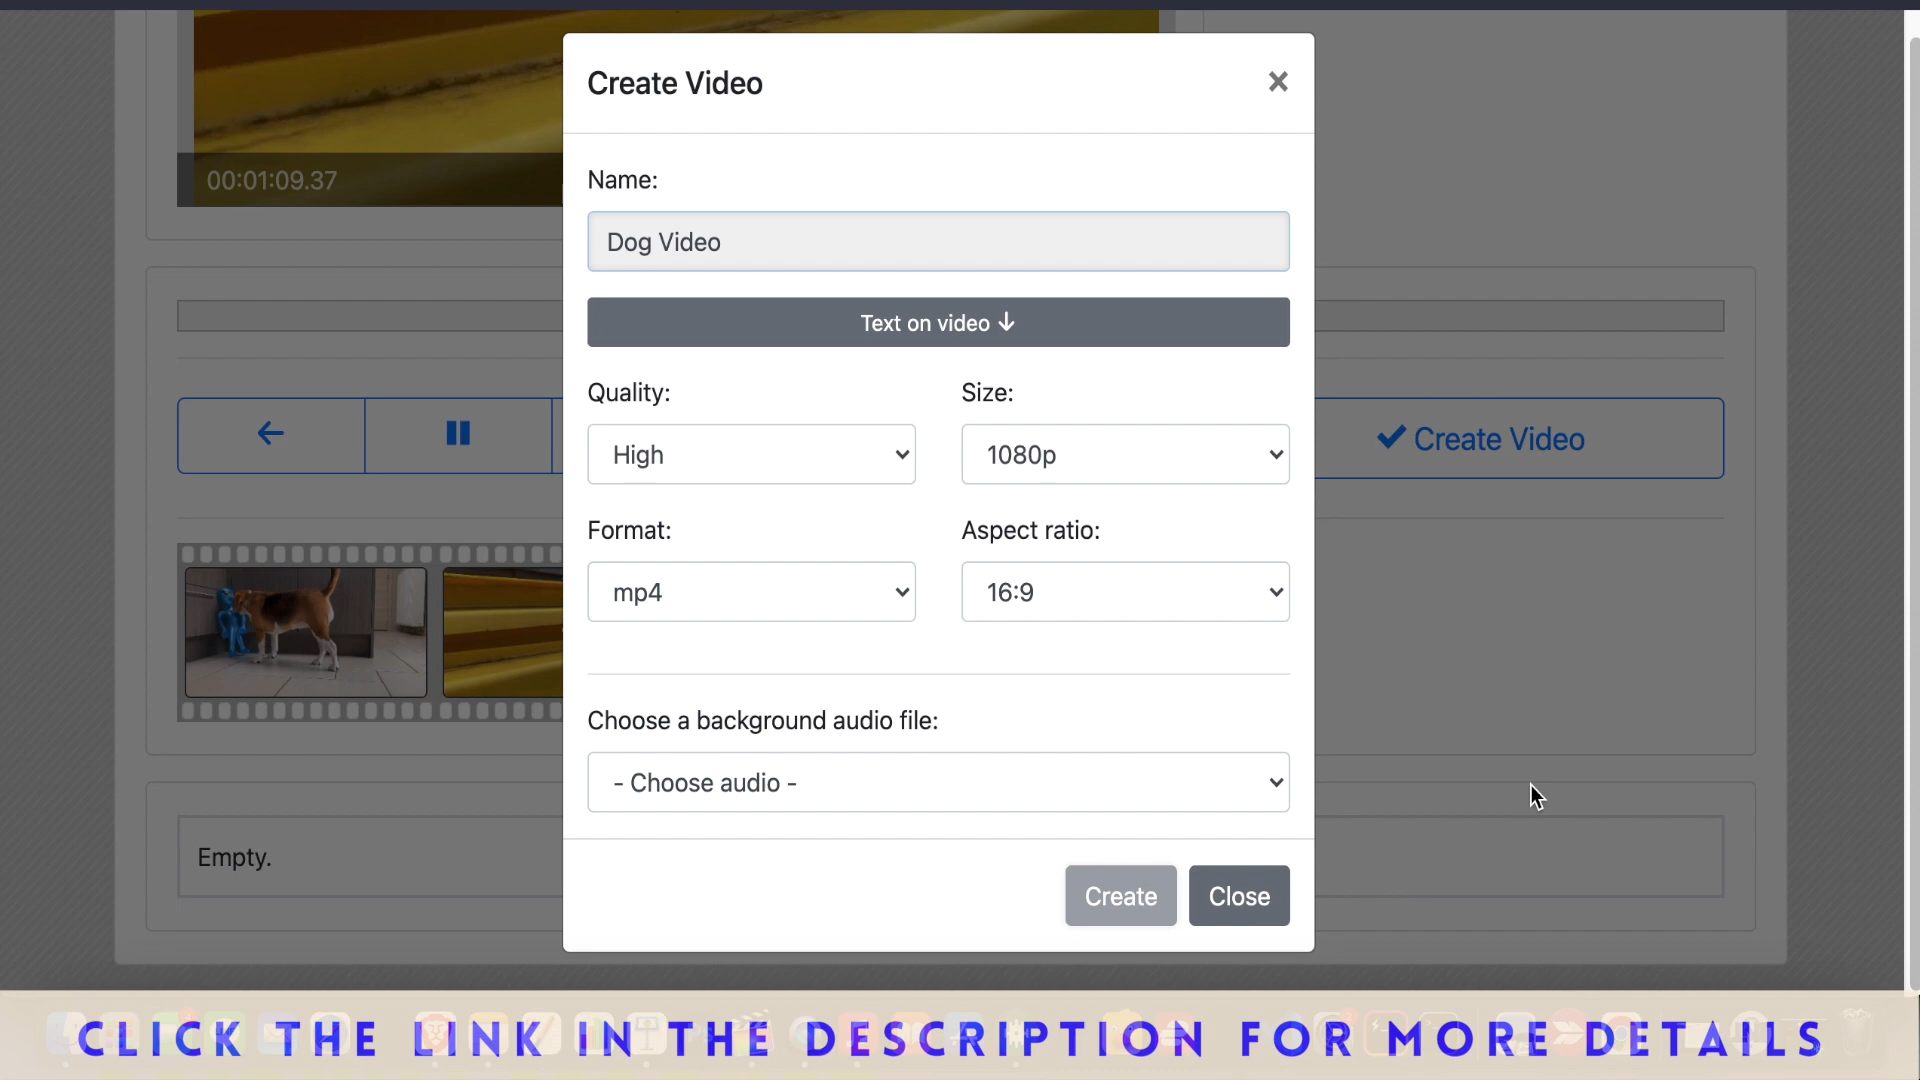 Create Video
×
00:01:09.37
Name:
Dog Video
Text on video ↓
Quality:
Size:
High
1080p
Create Video
Format:
Aspect ratio:
mp4
16:9
Choose a background audio file:
- Choose audio -
Empty.
Create
Close
CLICK THE LINK IN THE DESCRIPTION FOR MORE DETAILS